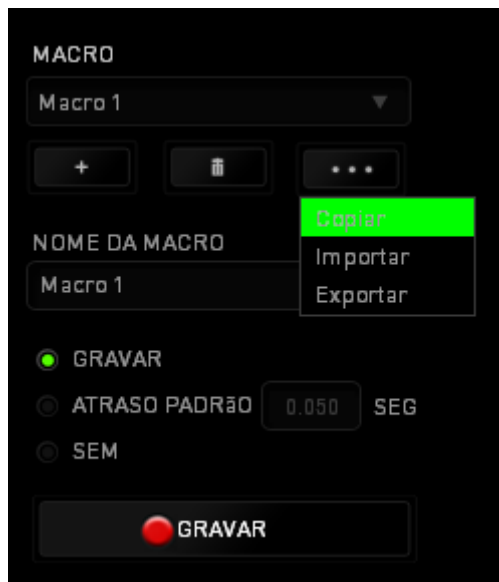 MACRO
Macro 1
+
...
Copiar
NOME DA MACRO
Importar
Macro 1
Exportar
GRAVAR
ATRASO PADRãO 0.050 SEG
SEM
GRAVAR